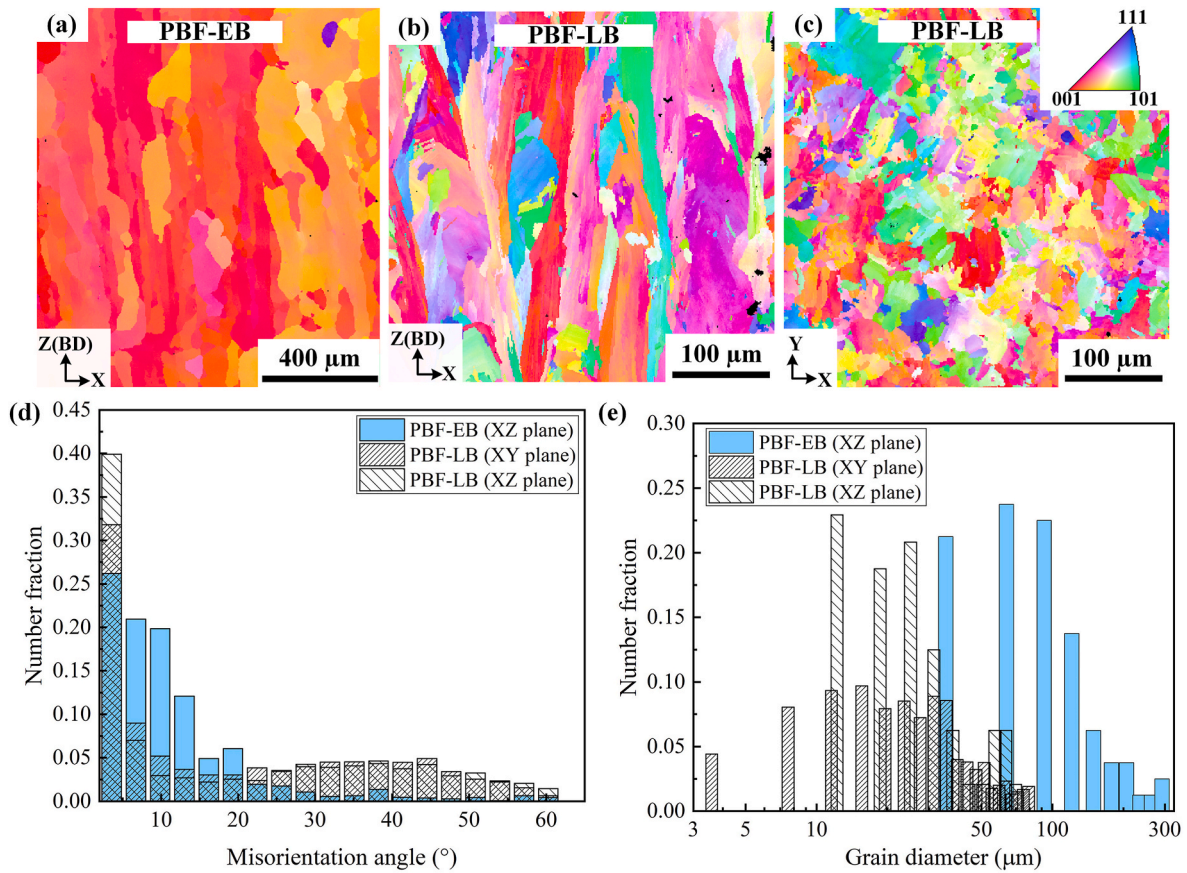 (a) PBF-EB
(b) PBF-LB
(c) PBF-LB
111
001 101
Z(BD)
X
400 μm
Z(BD)
X
100 μm
Y
X
100 μm
(d)
0.45
0.40
0.35
0.30
0.25
0.20
0.15
0.10
0.05
0.00
Number fraction
PBF-EB (XZ plane)
PBF-LB (XY plane)
PBF-LB (XZ plane)
10 20 30 40 50 60
Misorientation angle (°)
(e)
0.30
0.25
0.20
0.15
0.10
0.05
0.00
Number fraction
PBF-EB (XZ plane)
PBF-LB (XY plane)
PBF-LB (XZ plane)
3 5 10 50 100 300
Grain diameter (μm)